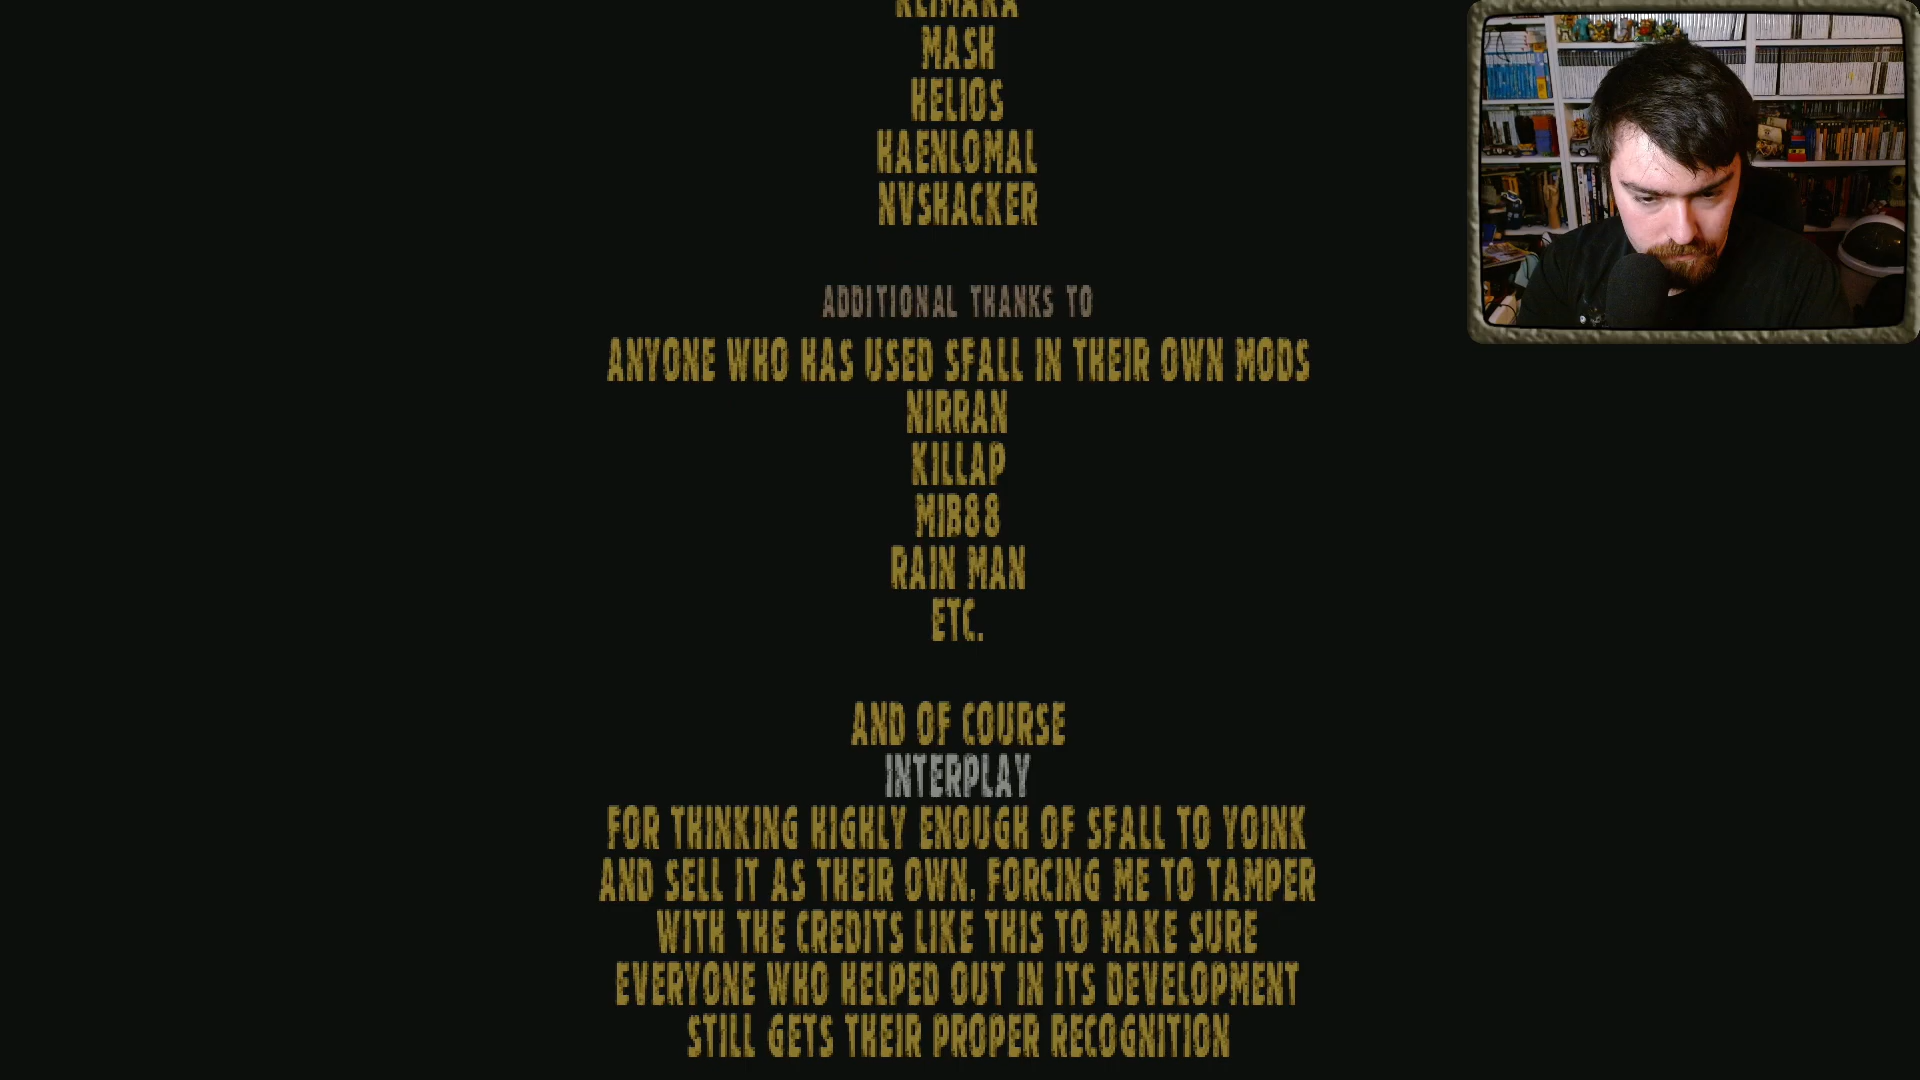 MASH
HELIOS
HAENLOMAL
NVSHACKER
ADDITIONAL THANKS TO
ANYONE WHO HAS USED SFALL IN THEIR OWN MODS
NIRRAN
KILLAP
MIB88
RAIN MAN
ETC.
AND OF COURSE
INTERPLAY
FOR THINKING HIGHLY ENOUGH OF SFALL TO YOINK
AND SELL IT AS THEIR OWN, FORCING ME TO TAMPER
WITH THE CREDITS LIKE THIS TO MAKE SURE
EVERYONE WHO HELPED OUT IN ITS DEVELOPMENT
STILL GETS THEIR PROPER RECOGNITION